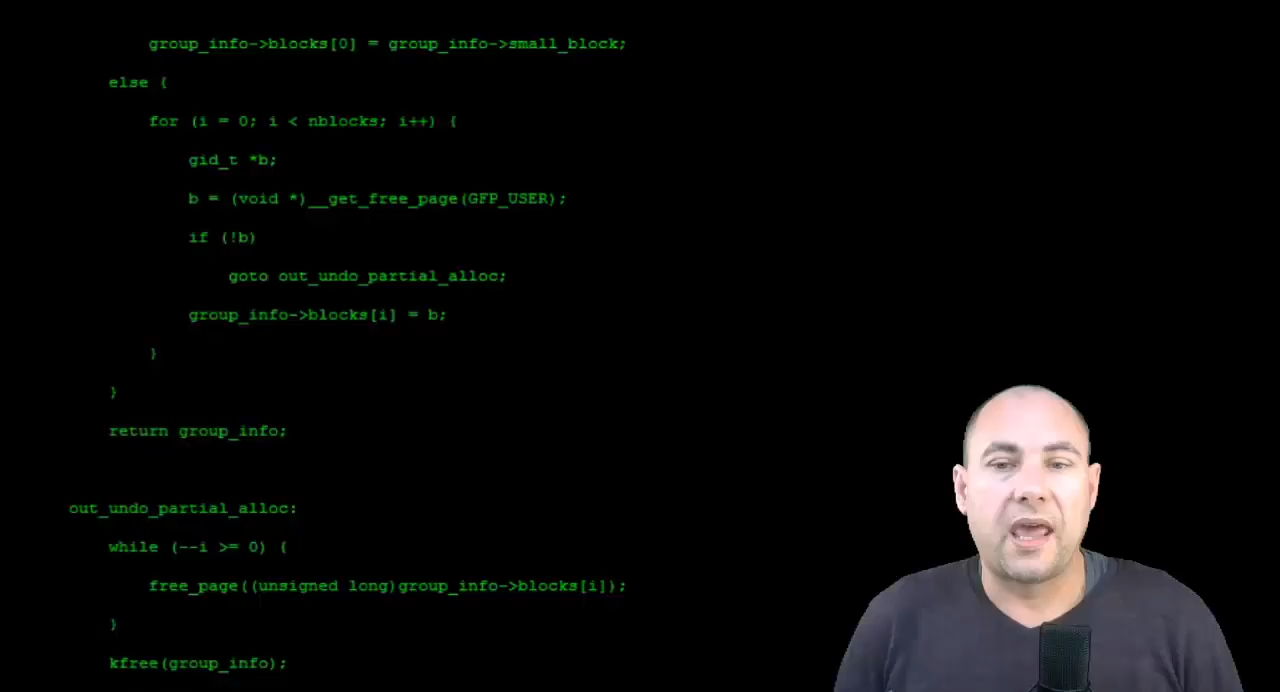 group_info->blocks[0] = group_info->small_block;
else {
for (i = 0; i < nblocks; i++) {
gid_t *b;
b = (void *)__get_free_page(GFP_USER);
if (!b)
goto out_undo_partial_alloc;
group_info->blocks[i] = b;
}
}
return group_info;
out_undo_partial_alloc:
while (--i >= 0) {
free_page((unsigned long)group_info->blocks[i]);
}
kfree(group_info);